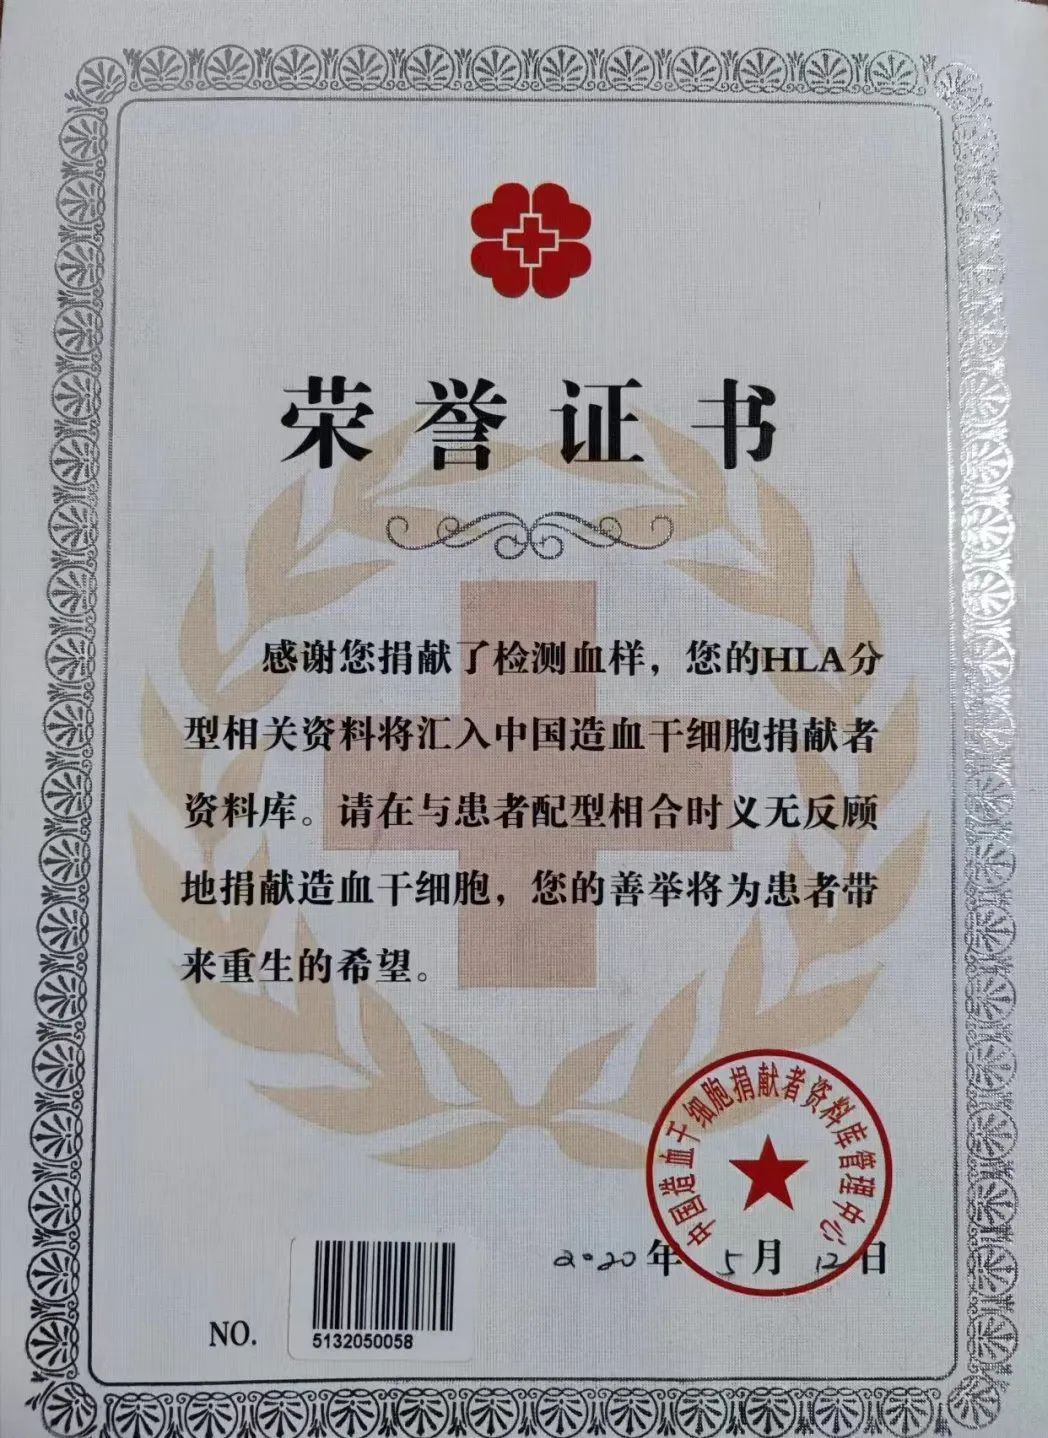 荣誉证书
感谢您捐献了检测血样，您的HLA分
型相关资料将汇入中国造血干细胞捐献者
资料库。请在与患者配型相合时义无反顾
地捐献造血干细胞，您的善举将为患者带
来重生的希望。
中国造血干细胞捐献者资料库管理中心
2020年5月12日
NO.
5132050058